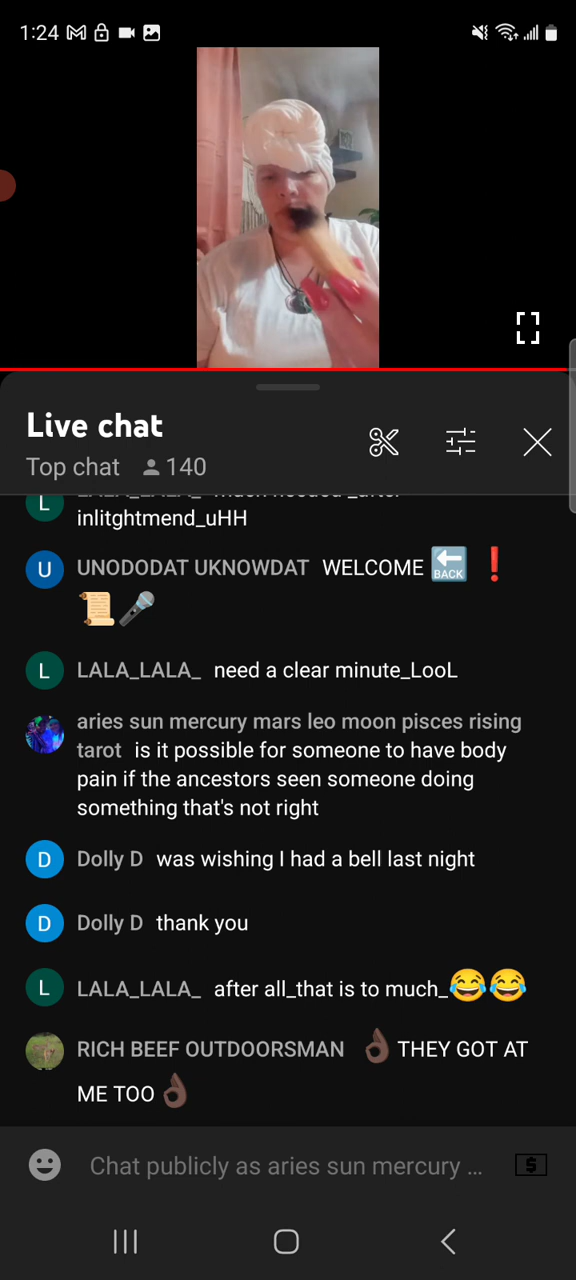 1:24
Live chat
Top chat 140
LALA_LALA_
inlitghtmend_uHH
U UNODODAT UKNOWDAT WELCOME BACK
L LALA_LALA_ need a clear minute_LooL
aries sun mercury mars leo moon pisces rising
tarot is it possible for someone to have body
pain if the ancestors seen someone doing
something that's not right
D Dolly D was wishing I had a bell last night
D Dolly D thank you
L LALA_LALA_ after all_that is to much_😂😂
RICH BEEF OUTDOORSMAN 👌🏿 THEY GOT AT
ME TOO 👌🏿
Chat publicly as aries sun mercury ...